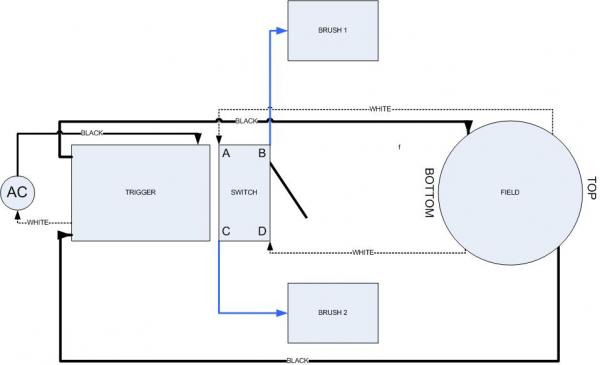 BRUSH 1
WHITE
BLACK
BLACK
f
A
B
AC
TRIGGER
SWITCH
BOTTOM
FIELD
TOP
WHITE
C
D
WHITE
BRUSH 2
BLACK